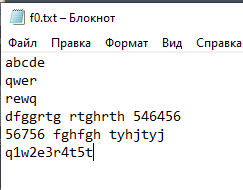 f0.txt – Блокнот
Файл Правка Формат Вид Справка
abcde
qwer
rewq
dfggrtg rtghrth 546456
56756 fghfgh tyhjtyj
q1w2e3r4t5t